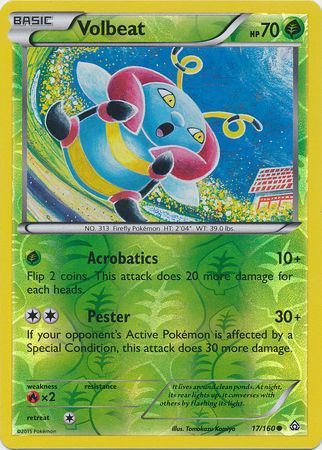 BASIC
Volbeat
HP 70
NO. 313 Firefly Pokémon HT: 2'04" WT: 39.0 lbs.
Acrobatics 10+
Flip 2 coins. This attack does 20 more damage for
each heads.
Pester 30+
If your opponent's Active Pokémon is affected by a
Special Condition, this attack does 30 more damage.
weakness
×2
resistance
retreat
It lives around clean ponds. At night,
its rear lights up. it converses with
others by flashing its light.
©2015 Pokémon
Illus. Tomokazu Komiya
17/160